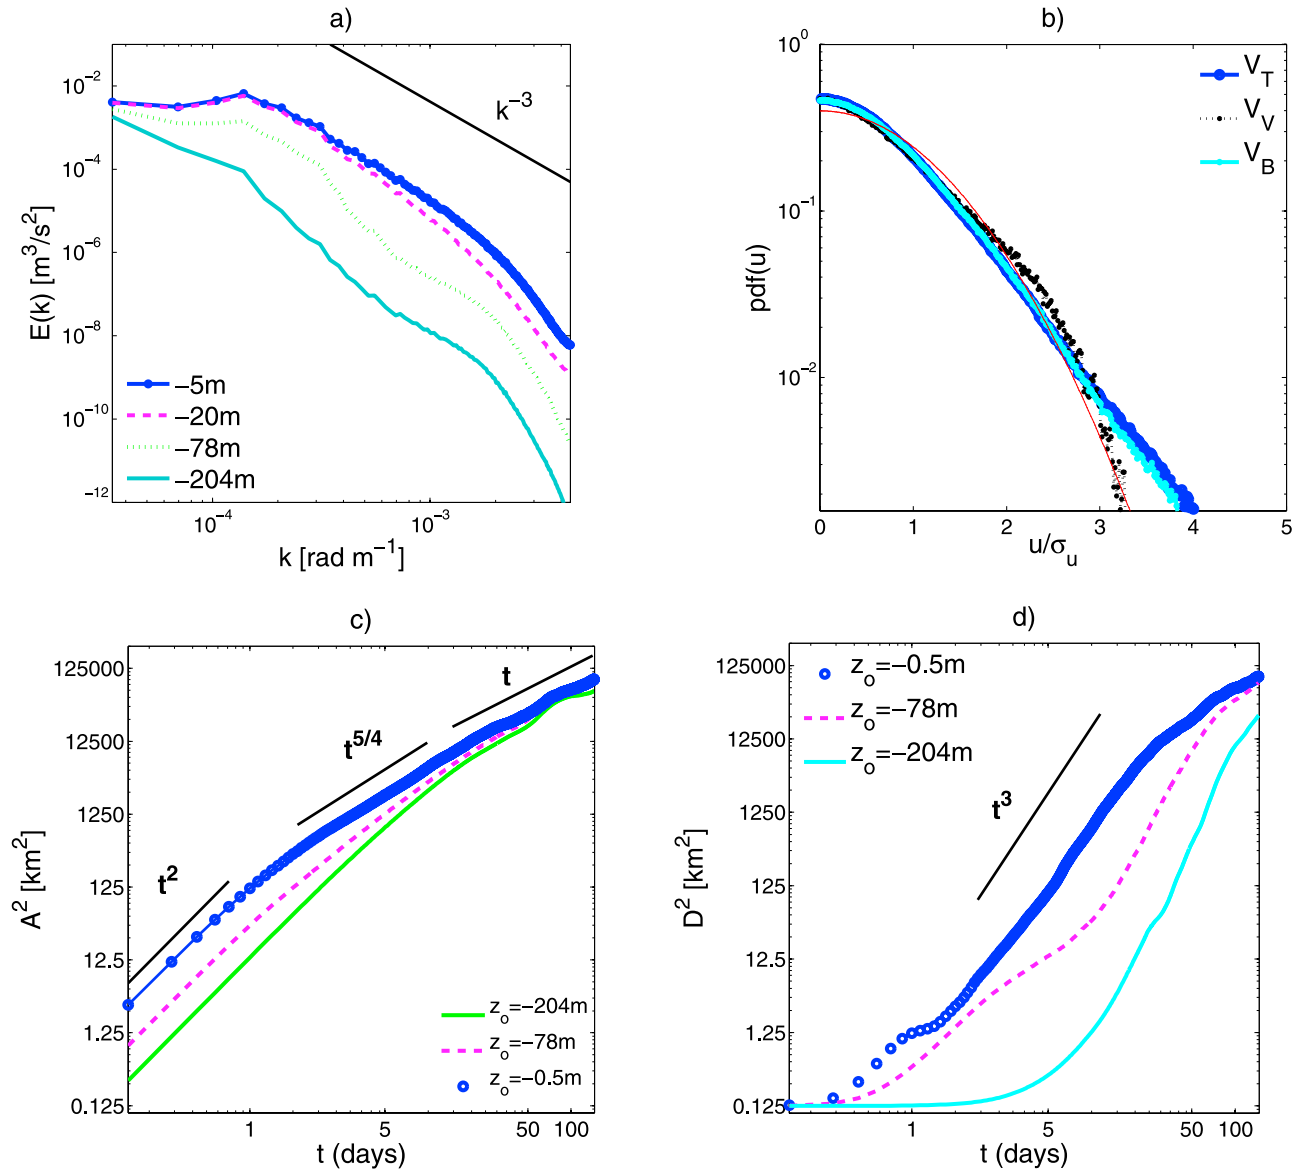 a)
10⁻²
10⁻⁴
10⁻⁶
10⁻⁸
10⁻¹⁰
⁻¹²
E(k) [m³/s²]
k⁻³
−5m
−20m
−78m
−204m
10⁻⁴
10⁻³
k [rad m⁻¹]
b)
10⁰
10⁻¹
10⁻²
pdf(u)
V_T
V_V
V_B
0
1
2
3
4
5
u/σ_u
c)
125000
12500
1250
125
12.5
1.25
0.125
A² [km²]
t²
t⁵/⁴
t
z_o=−204m
z_o=−78m
z_o=−0.5m
1
5
50
100
t (days)
d)
125000
12500
1250
125
12.5
1.25
0.125
D² [km²]
z_o=−0.5m
z_o=−78m
z_o=−204m
t³
1
5
50
100
t (days)